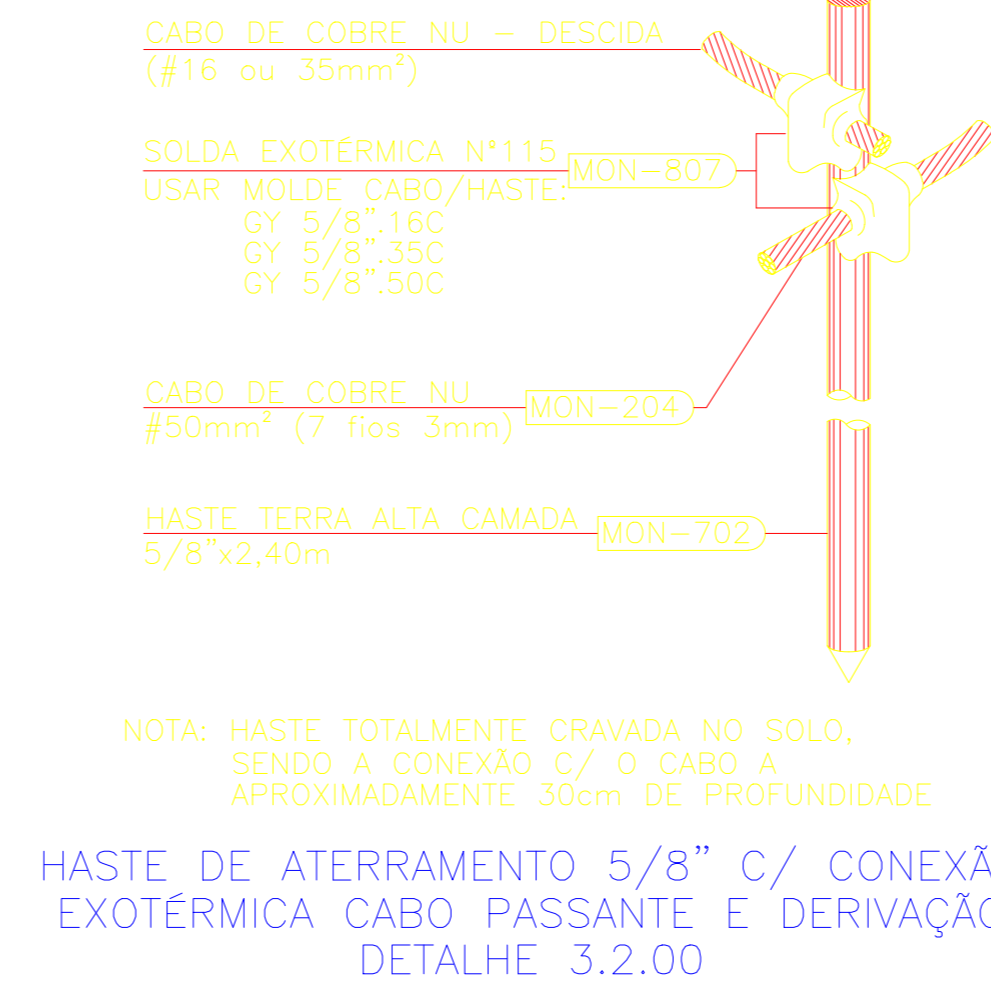 CABO DE COBRE NU - DESCIDA
(#16 ou 35mm²)
SOLDA EXOTÉRMICA N°115
MON-807
USAR MOLDE CABO/HASTE:
GY 5/8".16C
GY 5/8".35C
GY 5/8".50C
CABO DE COBRE NU
MON-204
#50mm² (7 fios 3mm)
HASTE TERRA ALTA CAMADA
MON-702
5/8"x2,40m
NOTA: HASTE TOTALMENTE CRAVADA NO SOLO,
SENDO A CONEXÃO C/ O CABO A
APROXIMADAMENTE 30cm DE PROFUNDIDADE
HASTE DE ATERRAMENTO 5/8" C/ CONEXÃ
EXOTÉRMICA CABO PASSANTE E DERIVAÇÃO
DETALHE 3.2.00